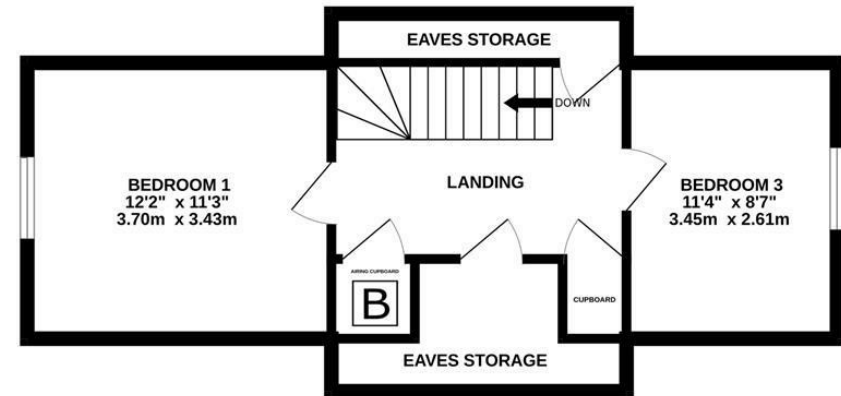 EAVES STORAGE
DOWN
BEDROOM 1
12'2" x 11'3"
3.70m x 3.43m
LANDING
BEDROOM 3
11'4" x 8'7"
3.45m x 2.61m
AIRING CUPBOARD
B
CUPBOARD
EAVES STORAGE